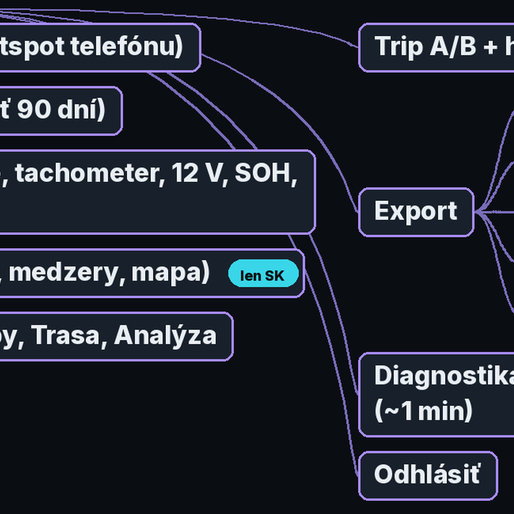 tspot telefónu)
Trip A/B + h
ť 90 dní)
, tachometer, 12 V, SOH,
Export
, medzery, mapa) len SK
by, Trasa, Analýza
Diagnostika
(~1 min)
Odhlásiť